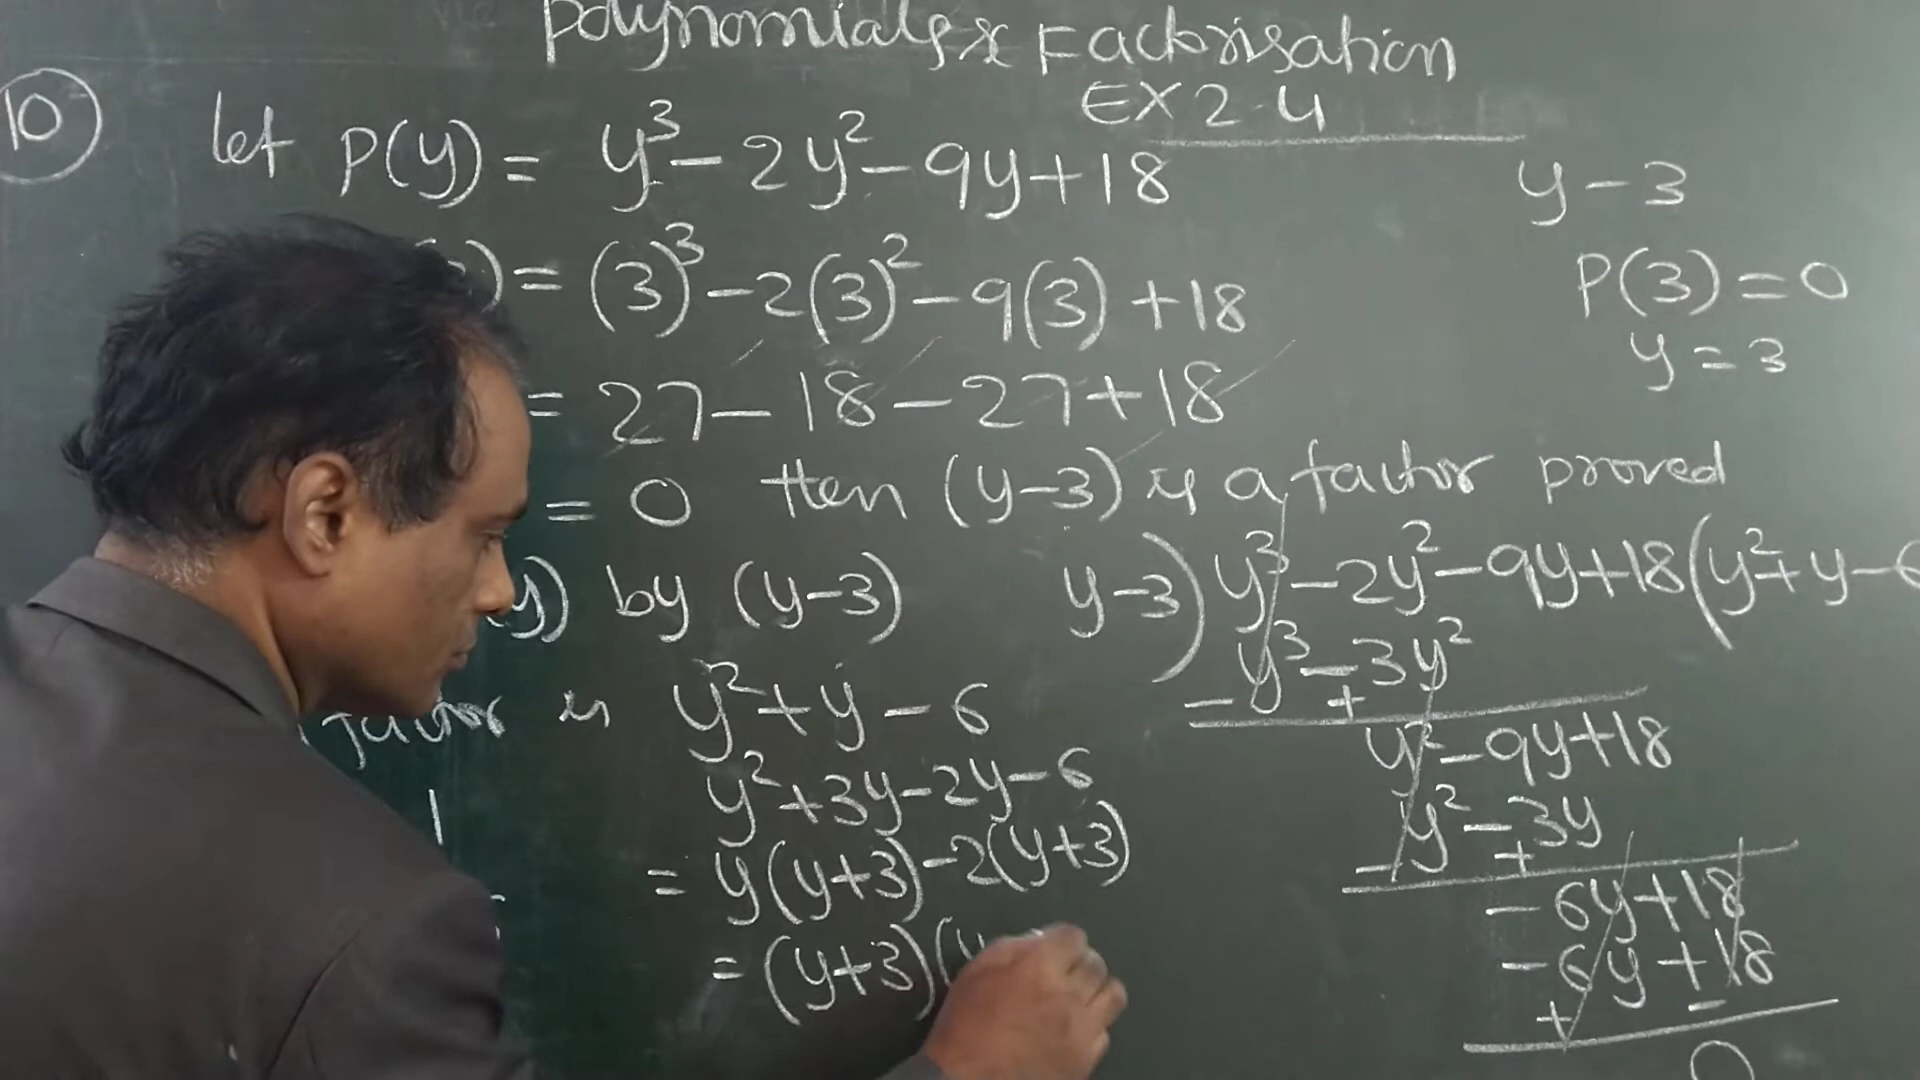 Polynomials & Factorisation
EX 2.4
10 let P(y) = y³ - 2y² - 9y + 18
y - 3
) = (3)³ - 2(3)² - 9(3) + 18
P(3) = 0
= 27 - 18 - 27 + 18
y = 3
= 0 then (y-3) is a factor proved
y) by (y-3)
y-3) y³ - 2y² - 9y + 18 (y² + y - 6
y³ - 3y²
- +
factor is y² + y - 6
y² - 9y + 18
y² + 3y - 2y - 6
y² - 3y
- +
= y(y+3) - 2(y+3)
- 6y + 18
= (y+3)(y
- 6y + 18
+ -
0